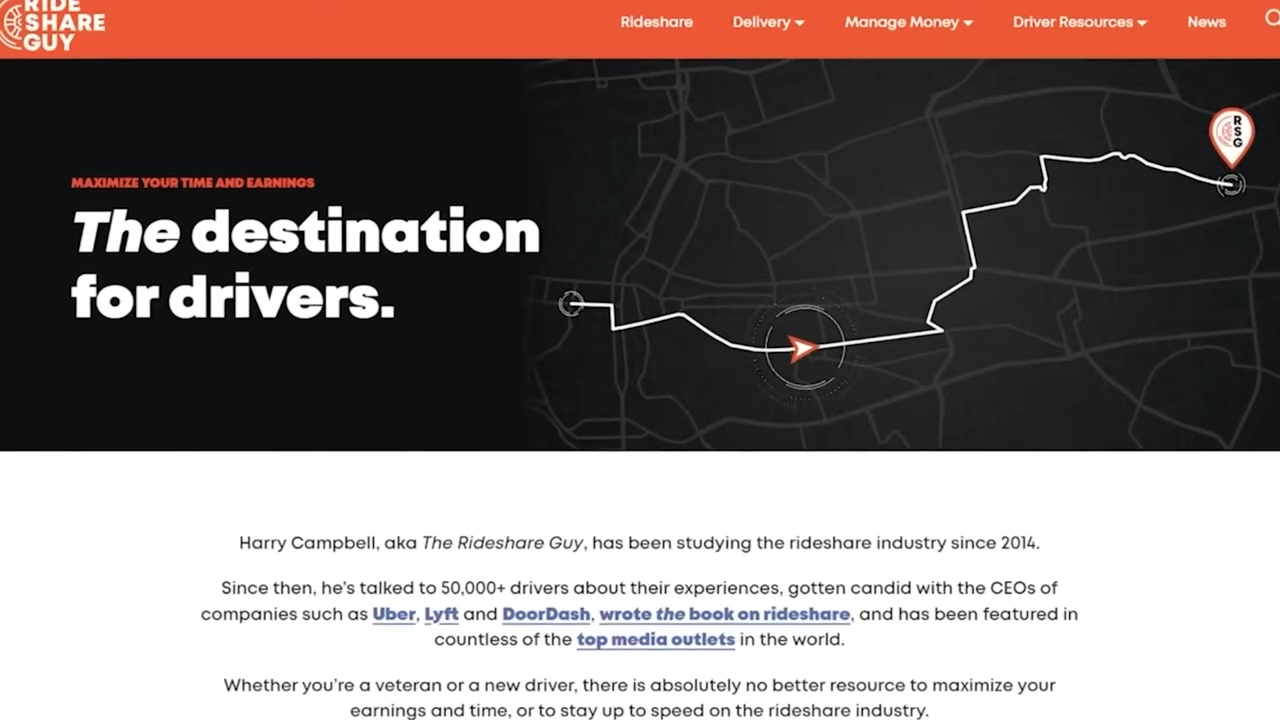 RIDE
SHARE
GUY
Rideshare
Delivery
Manage Money
Driver Resources
News
RSG
MAXIMIZE YOUR TIME AND EARNINGS
The destination
for drivers.
Harry Campbell, aka The Rideshare Guy, has been studying the rideshare industry since 2014.
Since then, he's talked to 50,000+ drivers about their experiences, gotten candid with the CEOs of
companies such as Uber, Lyft and DoorDash, wrote the book on rideshare, and has been featured in
countless of the top media outlets in the world.
Whether you're a veteran or a new driver, there is absolutely no better resource to maximize your
earnings and time, or to stay up to speed on the rideshare industry.